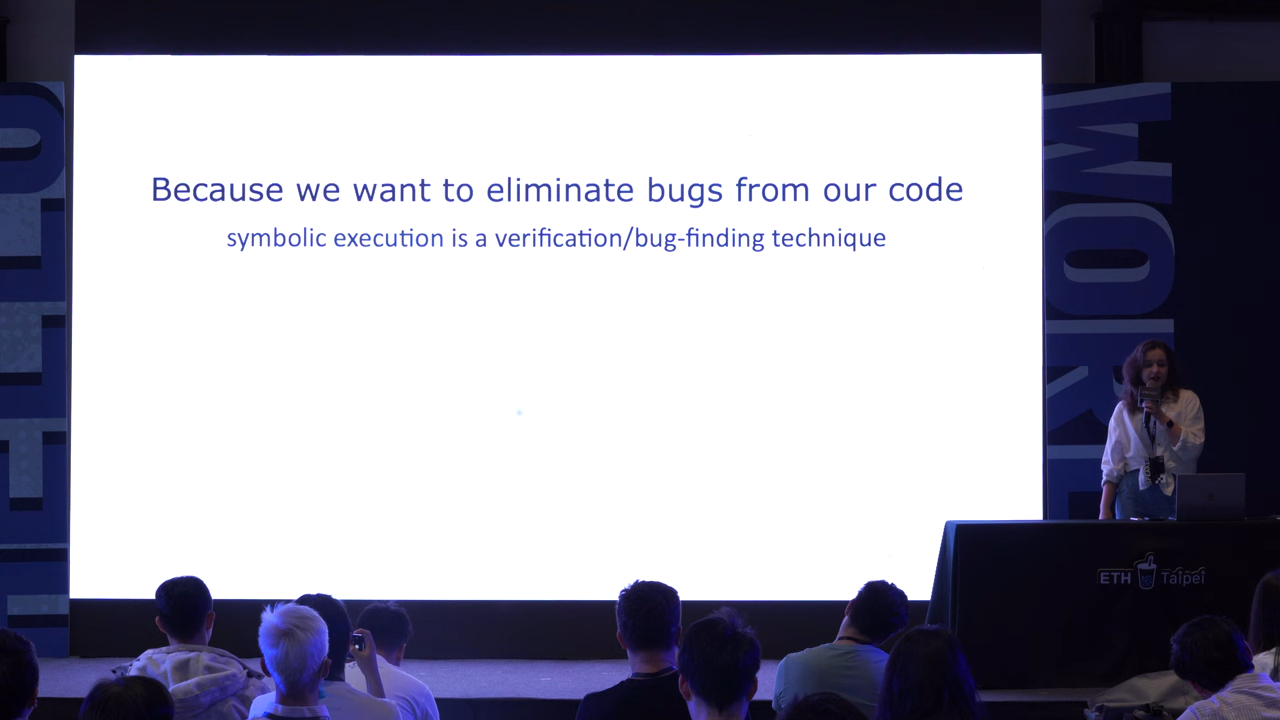 Because we want to eliminate bugs from our code
symbolic execution is a verification/bug-finding technique
ETH Taipei